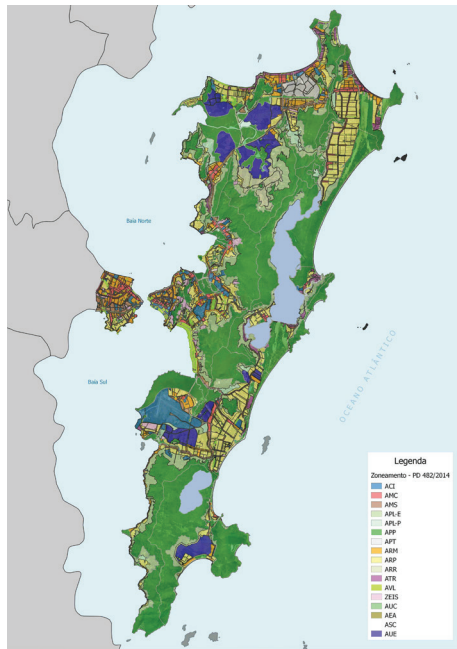 Baía Norte
Baía Sul
OCEANO ATLÂNTICO
Legenda
Zoneamento - PD 482/2014
ACI
AMC
AMS
APL-E
APL-P
APP
APT
ARM
ARP
ARR
ATR
AVL
ZEIS
AUC
AEA
ASC
AUE